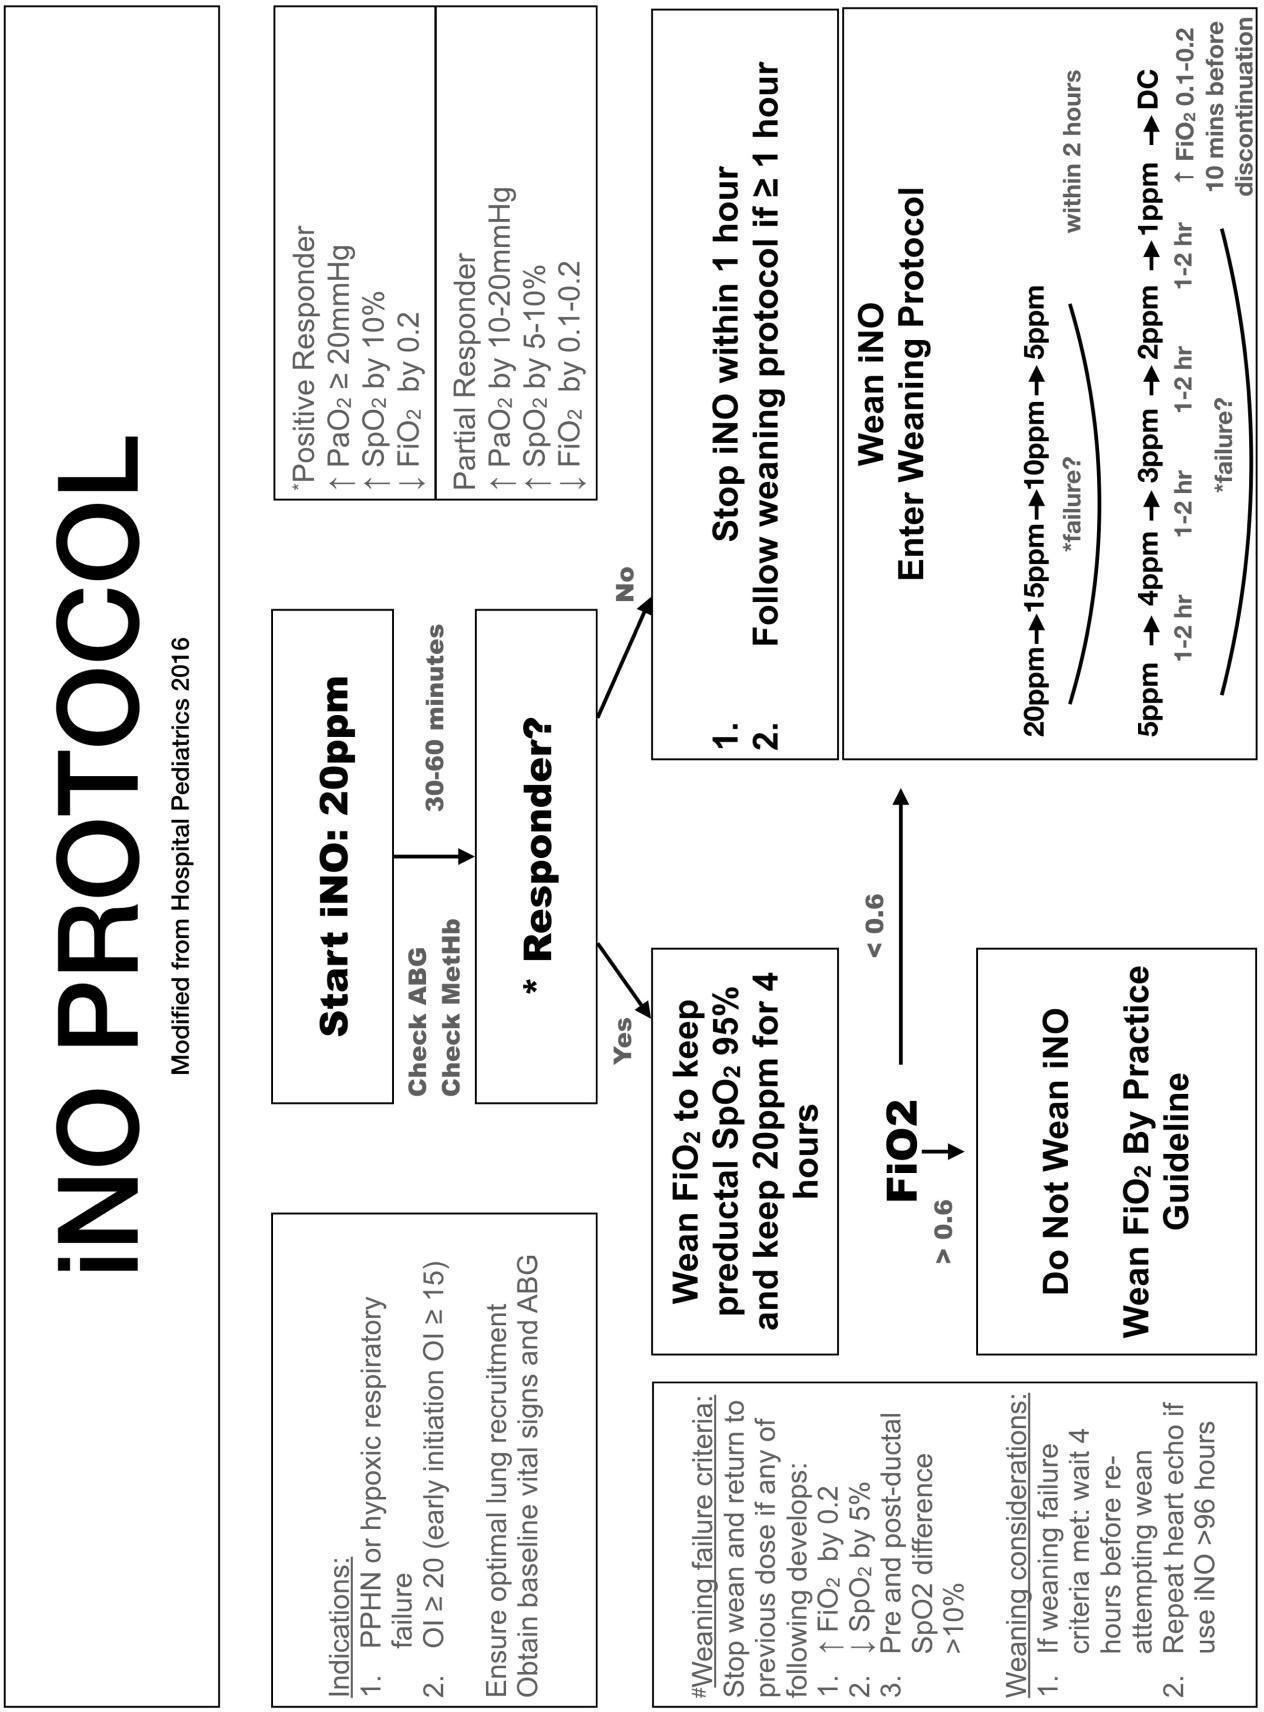 iNO PROTOCOL
Modified from Hospital Pediatrics 2016
Indications:
1. PPHN or hypoxic respiratory
failure
2. OI ≥ 20 (early initiation OI ≥ 15)
Ensure optimal lung recruitment
Obtain baseline vital signs and ABG
Start iNO: 20ppm
Check ABG
Check MetHb
30-60 minutes
* Responder?
*Positive Responder
↑ PaO₂ ≥ 20mmHg
↑ SpO₂ by 10%
↓ FiO₂ by 0.2
Partial Responder
↑ PaO₂ by 10-20mmHg
↑ SpO₂ by 5-10%
↓ FiO₂ by 0.1-0.2
Yes
No
Wean FiO₂ to keep
preductal SpO₂ 95%
and keep 20ppm for 4
hours
1. Stop iNO within 1 hour
2. Follow weaning protocol if ≥ 1 hour
FiO2
< 0.6
> 0.6
Do Not Wean iNO
Wean FiO₂ By Practice
Guideline
Wean iNO
Enter Weaning Protocol
20ppm→15ppm→10ppm→5ppm
*failure?
within 2 hours
5ppm → 4ppm → 3ppm → 2ppm → 1ppm → DC
1-2 hr 1-2 hr 1-2 hr 1-2 hr
↑ FiO₂ 0.1-0.2
10 mins before
discontinuation
*failure?
#Weaning failure criteria:
Stop wean and return to
previous dose if any of
following develops:
1. ↑ FiO₂ by 0.2
2. ↓ SpO₂ by 5%
3. Pre and post-ductal
SpO2 difference
>10%
Weaning considerations:
1. If weaning failure
criteria met: wait 4
hours before re-
attempting wean
2. Repeat heart echo if
use iNO >96 hours